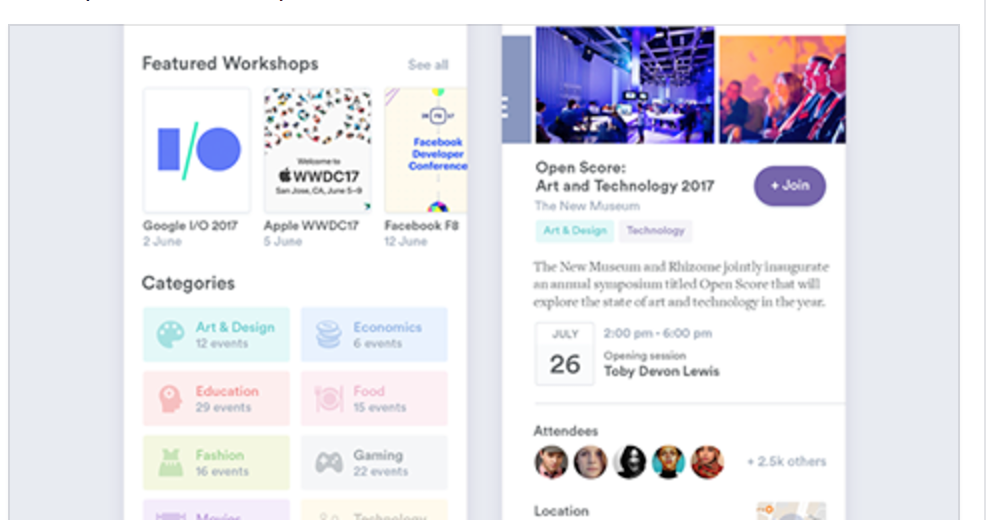 Featured Workshops
See all
I/O
Welcome to
WWDC17
San Jose, CA, June 5-9
Facebook
Developer
Conference
Google I/O 2017
2 June
Apple WWDC17
5 June
Facebook F8
12 June
Categories
Art & Design
12 events
Economics
6 events
Education
29 events
Food
15 events
Fashion
16 events
Gaming
22 events
Movies
Technology
E
Open Score:
Art and Technology 2017
+ Join
The New Museum
Art & Design
Technology
The New Museum and Rhizome jointly inaugurate
an annual symposium titled Open Score that will
explore the state of art and technology in the year.
JULY
26
2:00 pm - 6:00 pm
Opening session
Toby Devon Lewis
Attendees
+ 2.5k others
Location